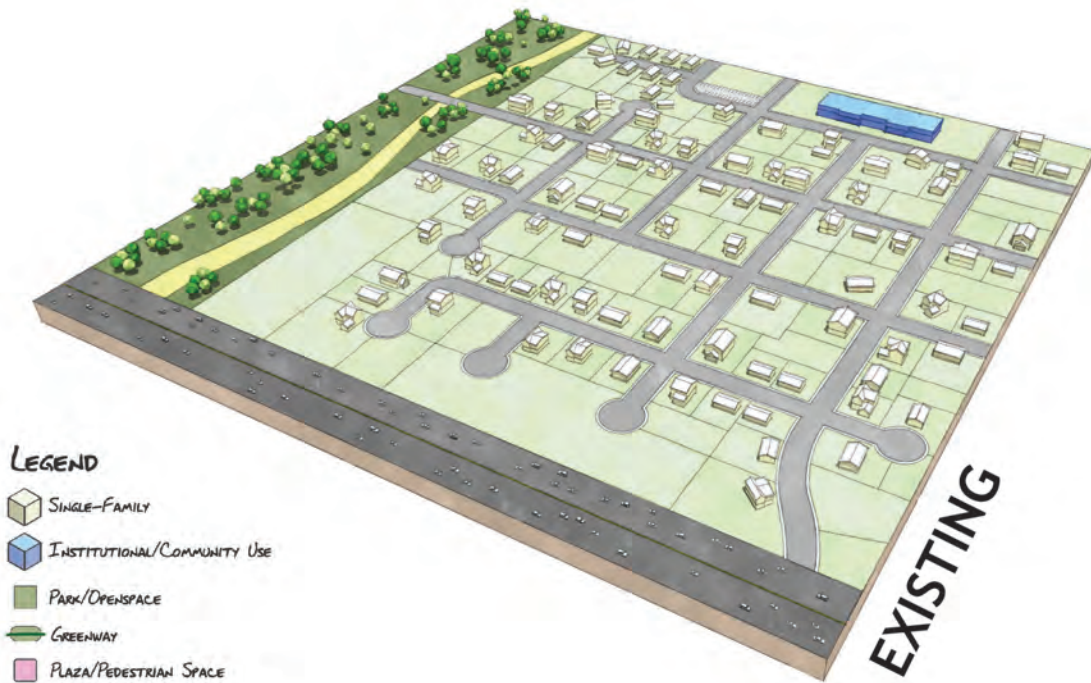 LEGEND
SINGLE-FAMILY
INSTITUTIONAL/COMMUNITY USE
PARK/OPENSPACE
GREENWAY
PLAZA/PEDESTRIAN SPACE
EXISTING